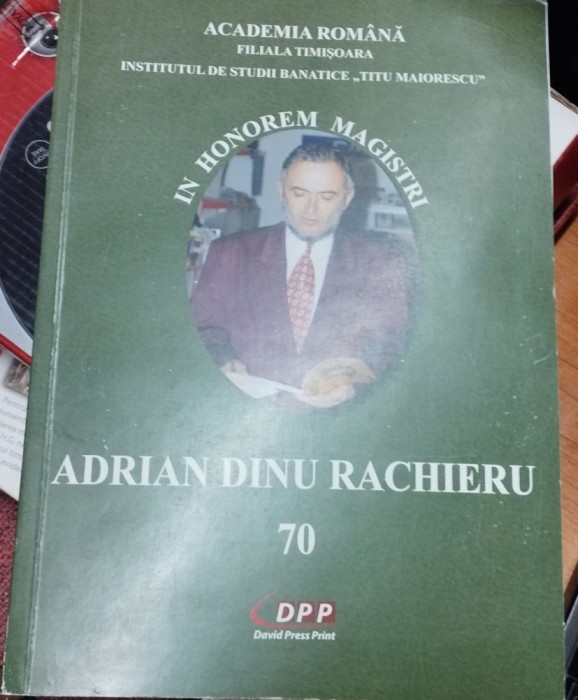 ACADEMIA ROMÂNĂ
FILIALA TIMIȘOARA
INSTITUTUL DE STUDII BANATICE „TITU MAIORESCU”
IN HONOREM MAGISTRI
ADRIAN DINU RACHIERU
70
DPP
David Press Print